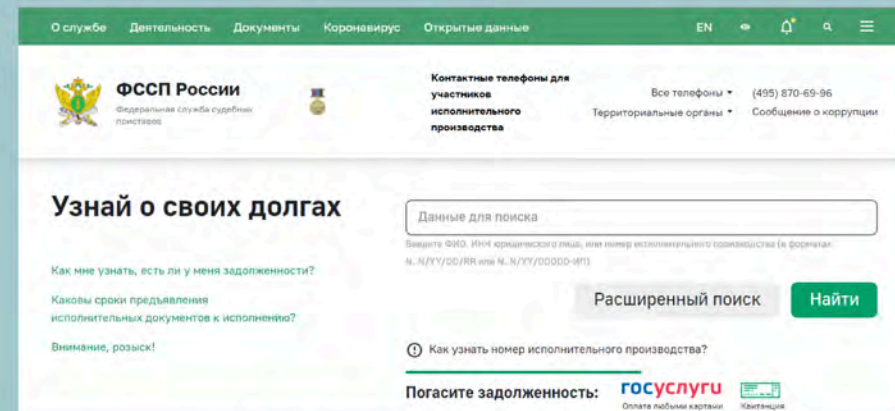 О службе Деятельность Документы Коронавирус Открытые данные EN
ФССП России
Федеральная служба судебных
приставов
Контактные телефоны для
участников
исполнительного
производства
Все телефоны
Территориальные органы
(495) 870-69-96
Сообщение о коррупции
Узнай о своих долгах
Как мне узнать, есть ли у меня задолженности?
Каковы сроки предъявления
исполнительных документов к исполнению?
Внимание, розыск!
Данные для поиска
Введите ФИО, ИНН юридического лица, или номер исполнительного производства (в форматах:
N..N/YY/DD/RR или N..N/YY/DDDDD-ИП)
Расширенный поиск Найти
Как узнать номер исполнительного производства?
Погасите задолженность: госуслуги
Оплата любыми картами Квитанция